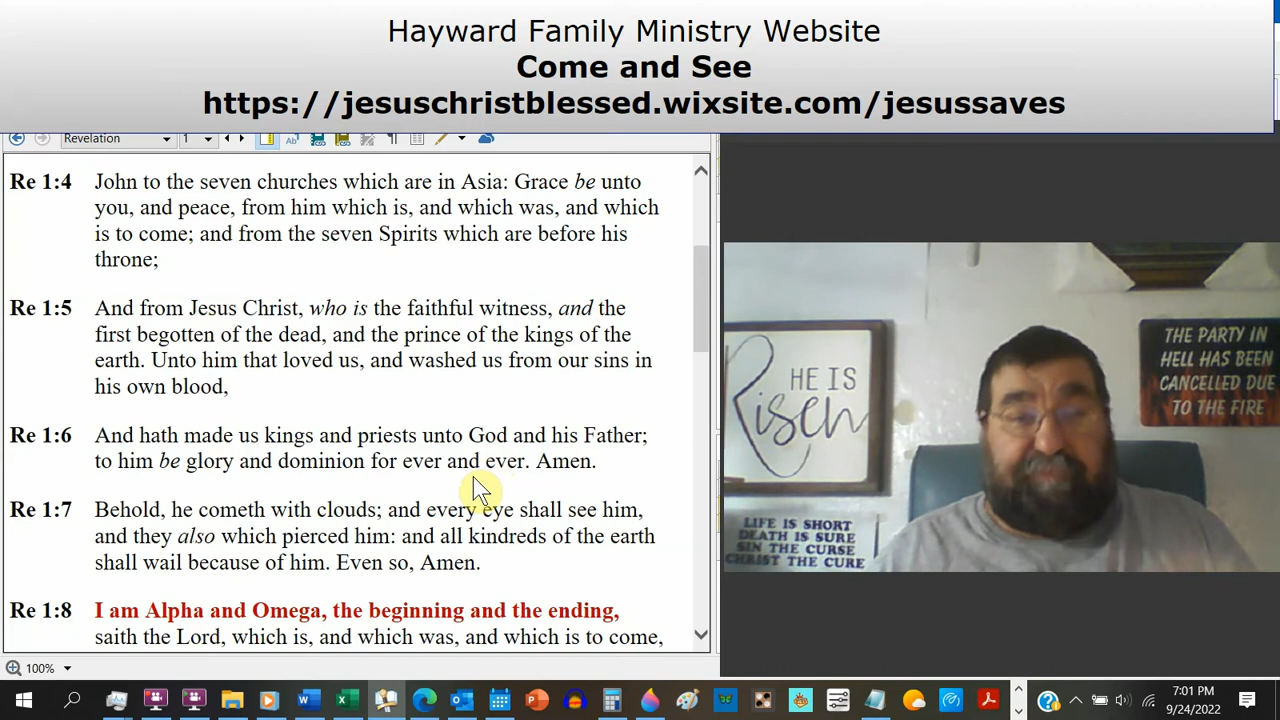 Hayward Family Ministry Website
Come and See
https://jesuschristblessed.wixsite.com/jesussaves
Revelation 1
Re 1:4 John to the seven churches which are in Asia: Grace be unto
you, and peace, from him which is, and which was, and which
is to come; and from the seven Spirits which are before his
throne;
Re 1:5 And from Jesus Christ, who is the faithful witness, and the
first begotten of the dead, and the prince of the kings of the
earth. Unto him that loved us, and washed us from our sins in
his own blood,
Re 1:6 And hath made us kings and priests unto God and his Father;
to him be glory and dominion for ever and ever. Amen.
Re 1:7 Behold, he cometh with clouds; and every eye shall see him,
and they also which pierced him: and all kindreds of the earth
shall wail because of him. Even so, Amen.
Re 1:8 I am Alpha and Omega, the beginning and the ending,
saith the Lord, which is, and which was, and which is to come,
100%
HE IS
Risen
THE PARTY IN
HELL HAS BEEN
CANCELLED DUE
TO THE FIRE
LIFE IS SHORT
DEATH IS SURE
SIN THE CURSE
CHRIST THE CURE
7:01 PM
9/24/2022